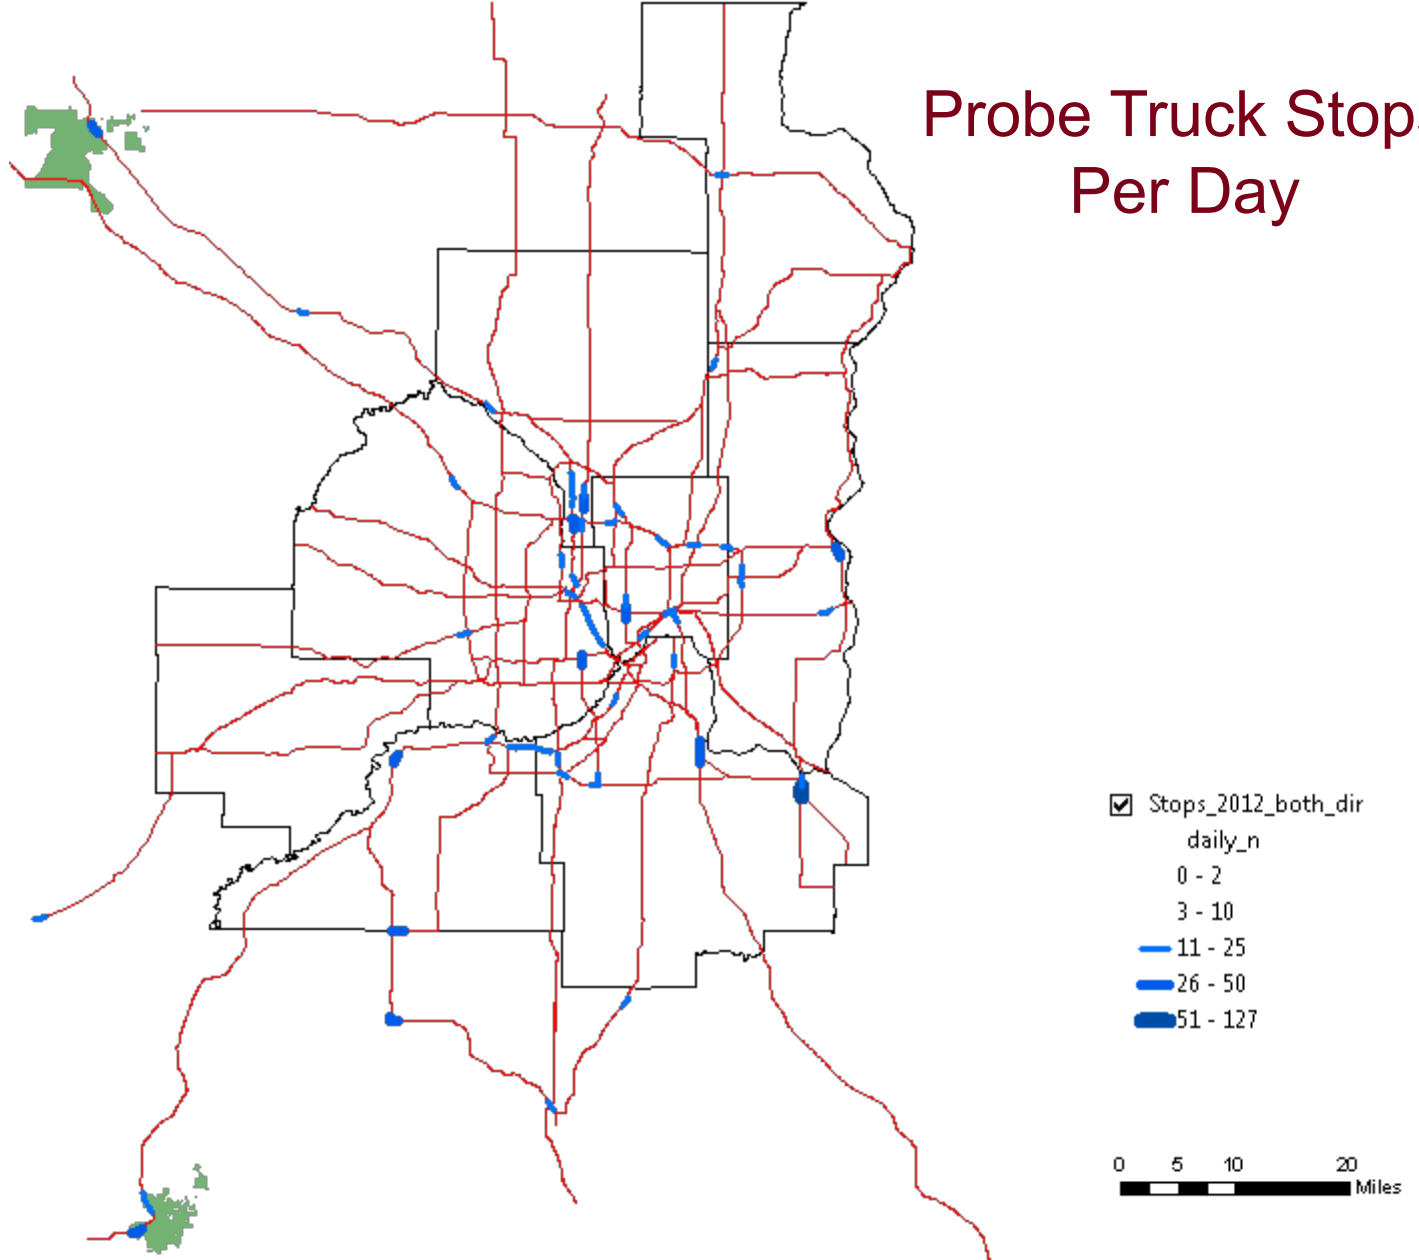 Probe Truck Stops
Per Day
Stops_2012_both_dir
daily_n
0 - 2
3 - 10
11 - 25
26 - 50
51 - 127
0 5 10 20
Miles